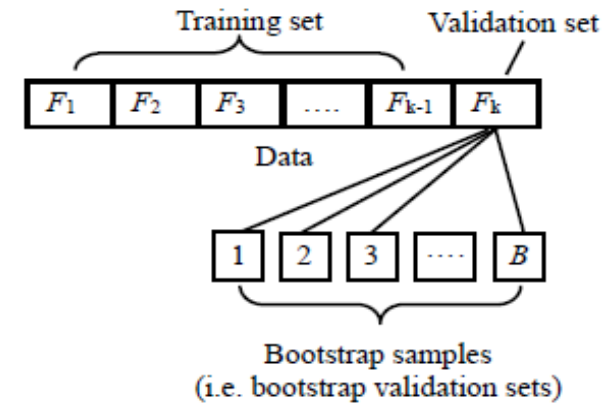 Training set Validation set
F1 F2 F3 .... Fk-1 Fk
Data
1 2 3 .... B
Bootstrap samples
(i.e. bootstrap validation sets)